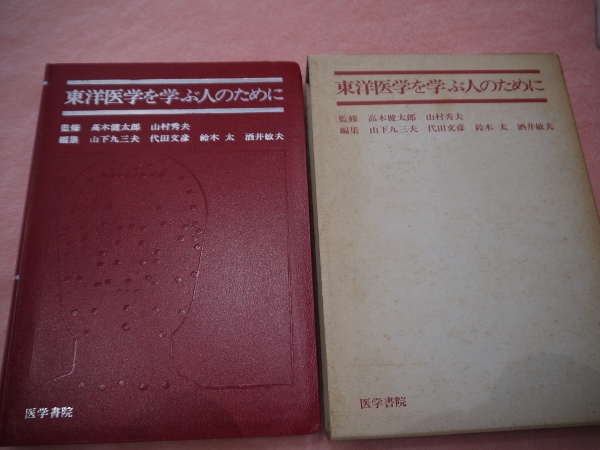 東洋医学を学ぶ人のために
監修 高木健太郎 山村秀夫
編集 山下九三夫 代田文彦 鈴木 太 酒井敏夫
医学書院
東洋医学を学ぶ人のために
監修 高木健太郎 山村秀夫
編集 山下九三夫 代田文彦 鈴木 太 酒井敏夫
医学書院